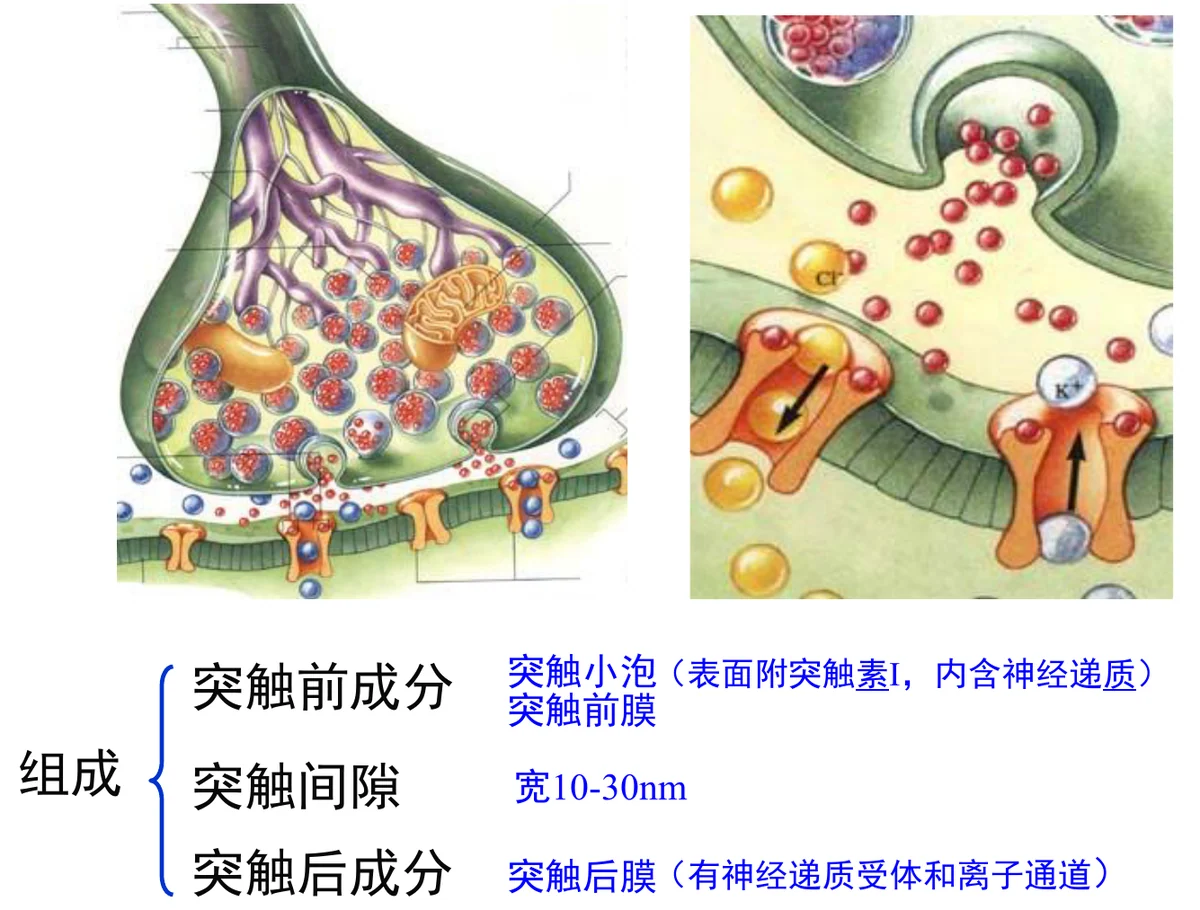 Cl⁻
K⁺
突触前成分
突触小泡（表面附突触素I，内含神经递质）
突触前膜
组成
突触间隙
宽10-30nm
突触后成分
突触后膜（有神经递质受体和离子通道）